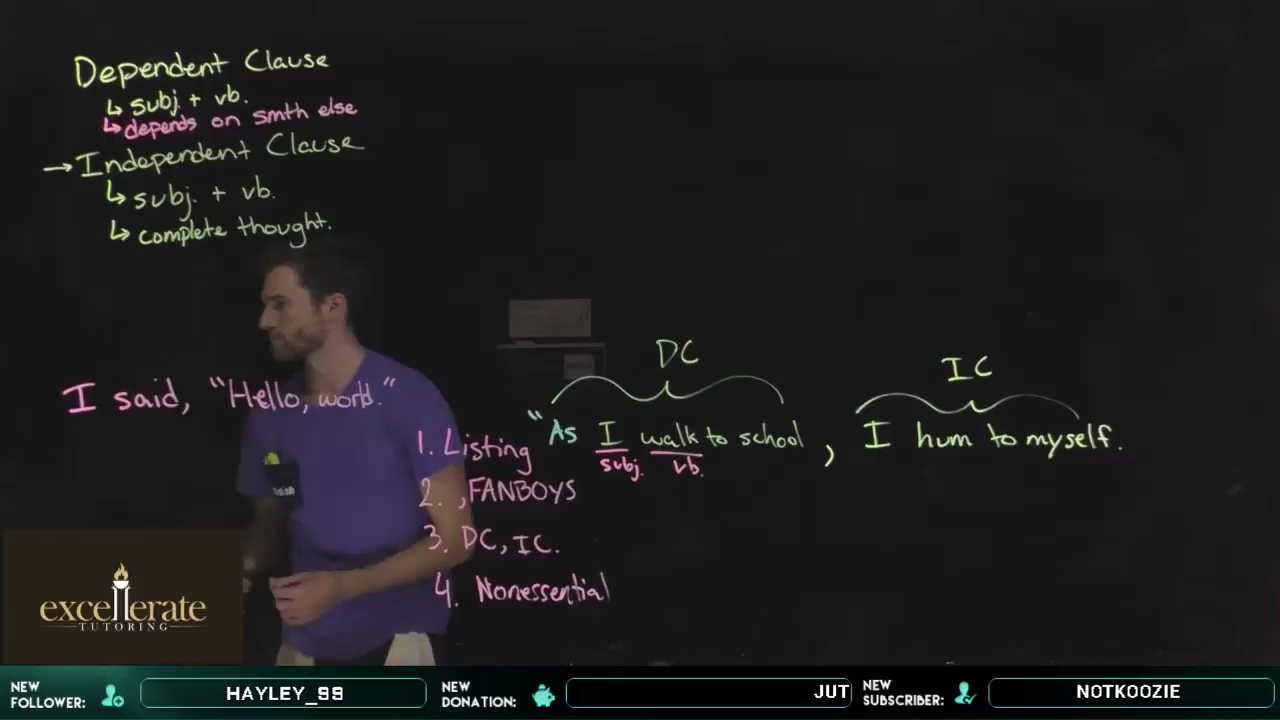 Dependent Clause
↳ subj. + vb.
↳ depends on smth else
→ Independent Clause
↳ subj. + vb.
↳ complete thought.
I said, "Hello, world."
DC
IC
"As I walk to school, I hum to myself.
subj. vb.
1. Listing
2. , FANBOYS
3. DC, IC.
4. Nonessential
excellerate
TUTORING
NEW FOLLOWER: HAYLEY_99
NEW DONATION: JUT
NEW SUBSCRIBER: NOTKOOZIE